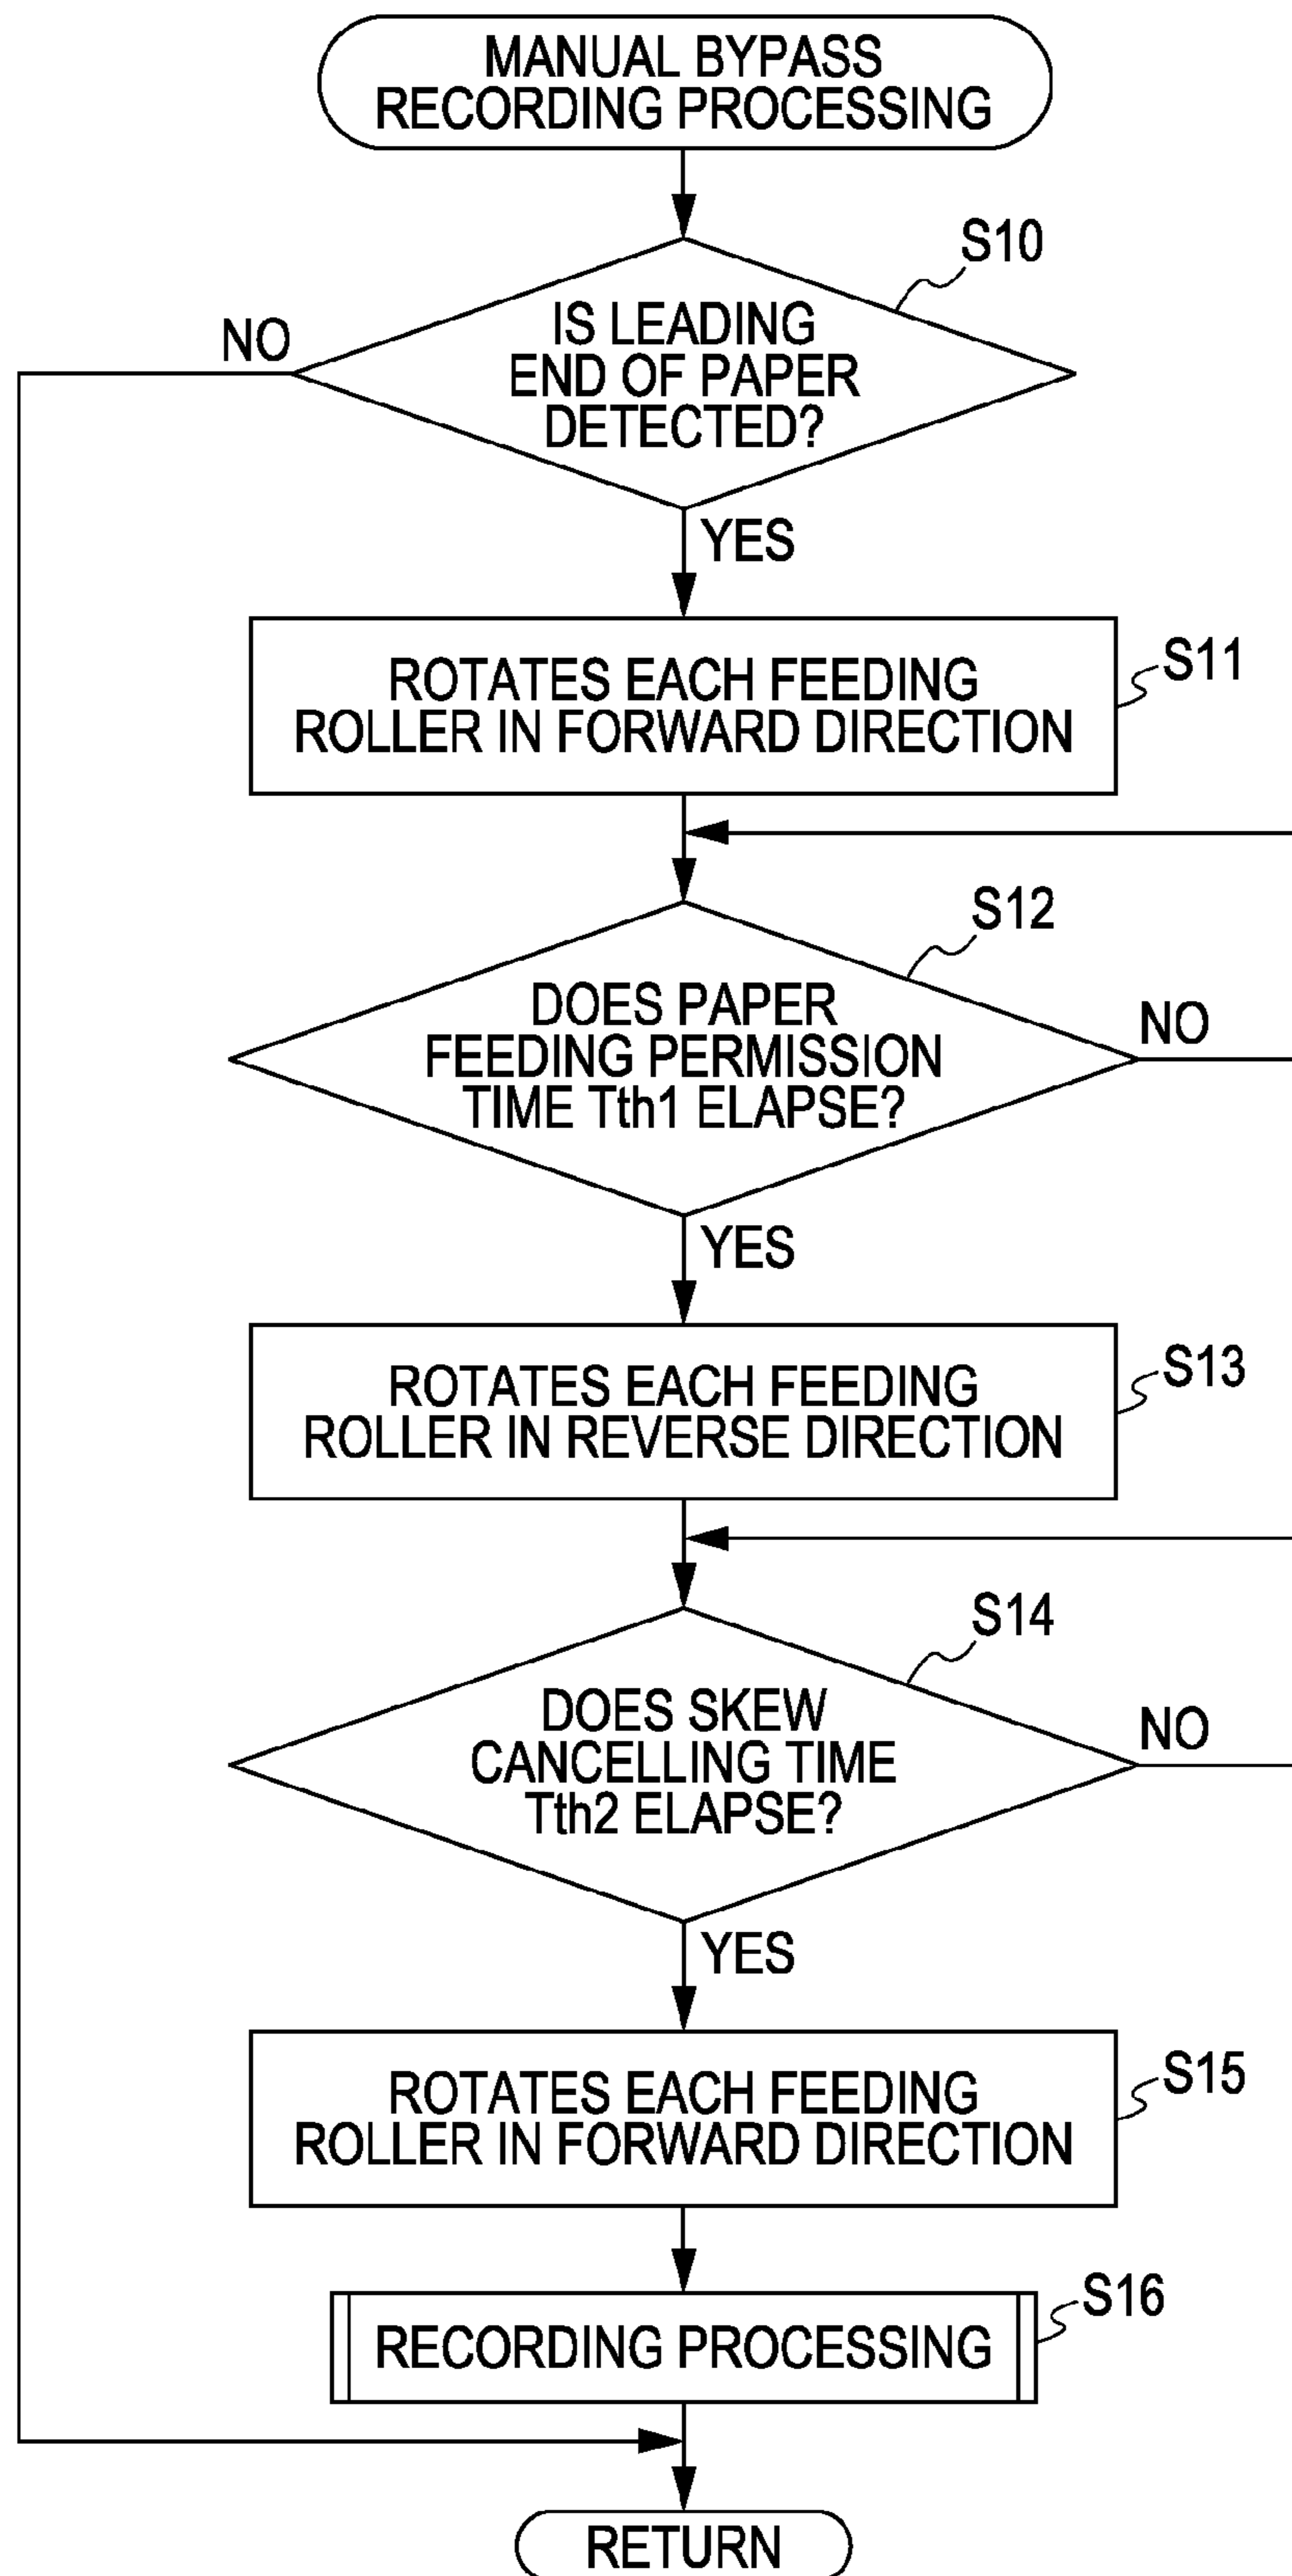 MANUAL BYPASS
RECORDING PROCESSING
S10
NO
IS LEADING
END OF PAPER
DETECTED?
YES
S11
ROTATES EACH FEEDING
ROLLER IN FORWARD DIRECTION
S12
DOES PAPER
FEEDING PERMISSION
TIME Tth1 ELAPSE?
NO
YES
S13
ROTATES EACH FEEDING
ROLLER IN REVERSE DIRECTION
S14
DOES SKEW
CANCELLING TIME
Tth2 ELAPSE?
NO
YES
S15
ROTATES EACH FEEDING
ROLLER IN FORWARD DIRECTION
S16
RECORDING PROCESSING
RETURN